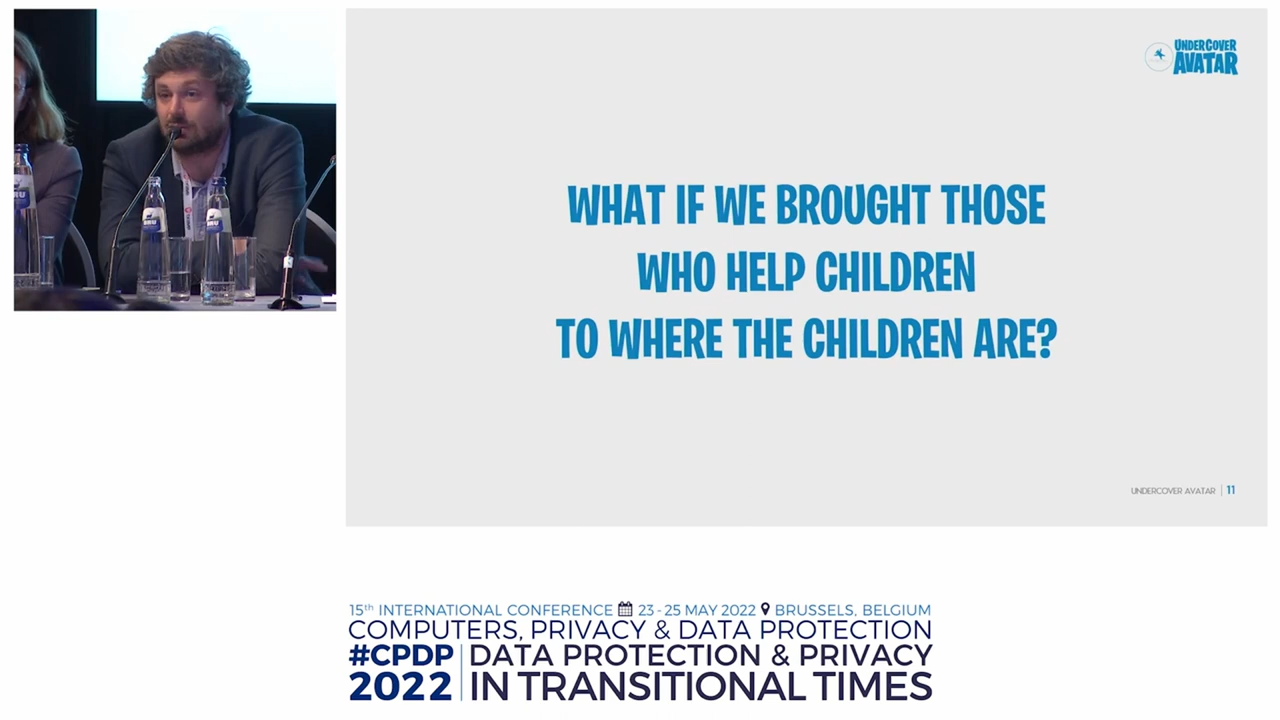 UNDERCOVER
AVATAR
WHAT IF WE BROUGHT THOSE
WHO HELP CHILDREN
TO WHERE THE CHILDREN ARE?
BRU
BRU
UNDERCOVER AVATAR | 11
15th INTERNATIONAL CONFERENCE 23 - 25 MAY 2022 BRUSSELS, BELGIUM
COMPUTERS, PRIVACY & DATA PROTECTION
#CPDP DATA PROTECTION & PRIVACY
2022 IN TRANSITIONAL TIMES